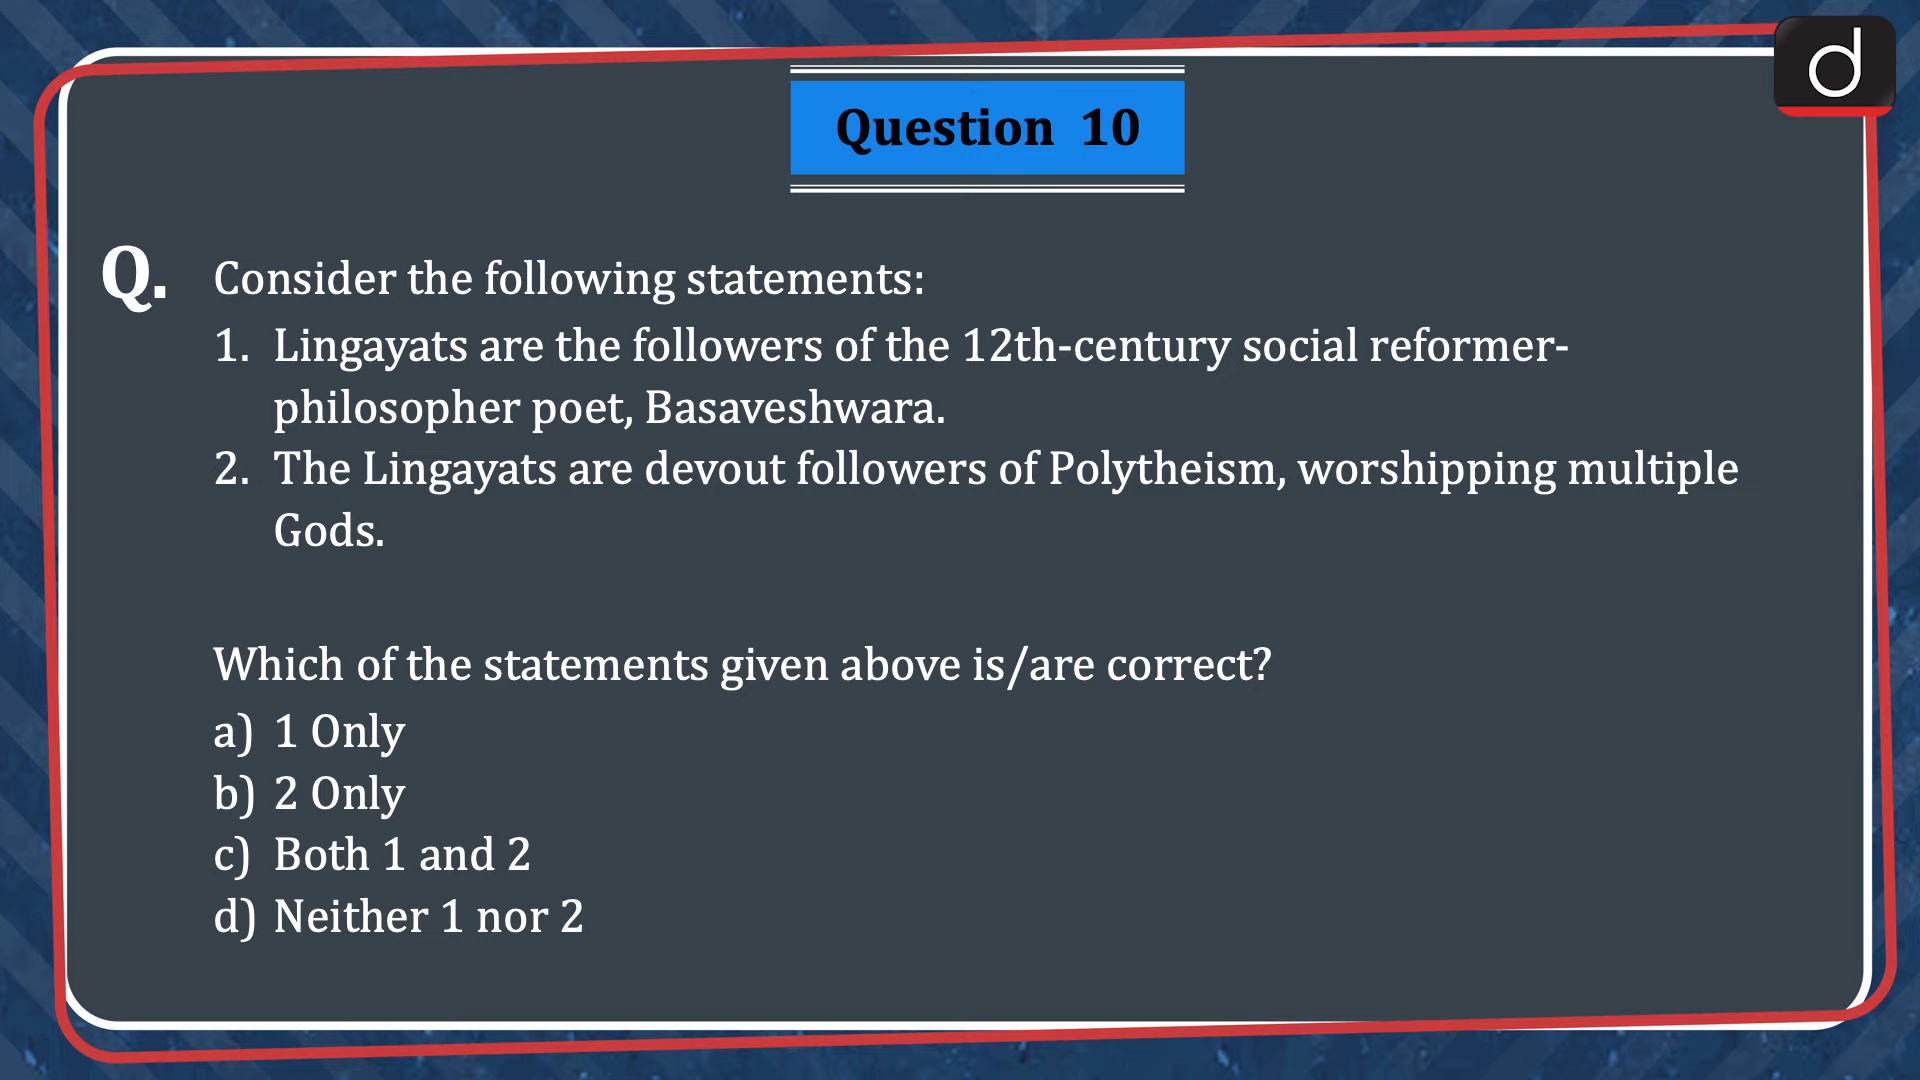 d
Question 10
Q. Consider the following statements:
1. Lingayats are the followers of the 12th-century social reformer-
philosopher poet, Basaveshwara.
2. The Lingayats are devout followers of Polytheism, worshipping multiple
Gods.
Which of the statements given above is/are correct?
a) 1 Only
b) 2 Only
c) Both 1 and 2
d) Neither 1 nor 2